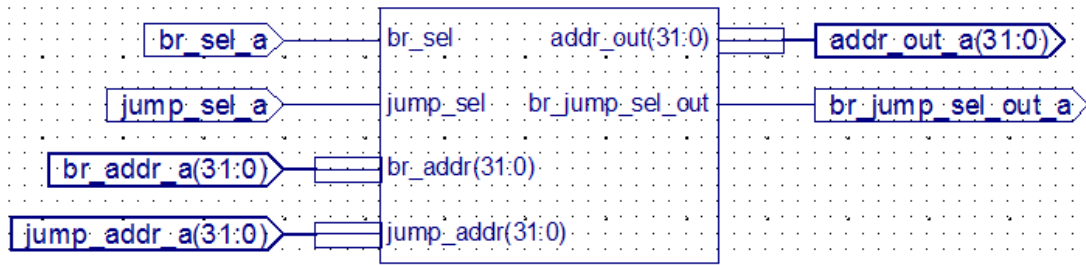 br_sel_a br_sel addr_out(31:0) addr_out_a(31:0)
jump_sel_a jump_sel br_jump_sel_out br_jump_sel_out_a
br_addr_a(31:0) br_addr(31:0)
jump_addr_a(31:0) jump_addr(31:0)